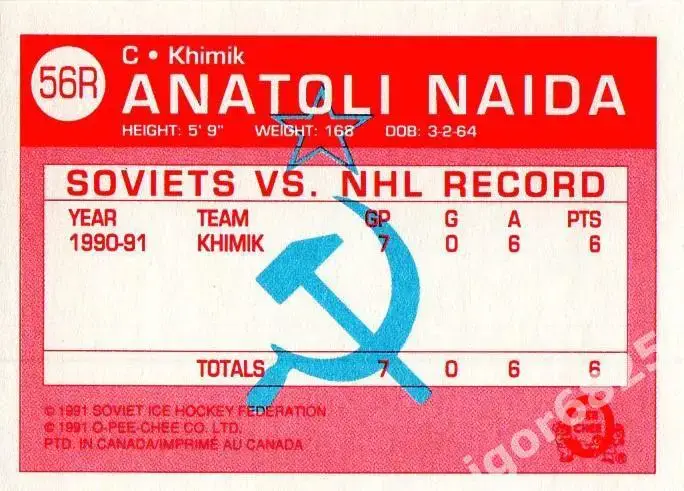 56R
C • Khimik
ANATOLI NAIDA
HEIGHT: 5' 9" WEIGHT: 168 DOB: 3-2-64
SOVIETS VS. NHL RECORD
YEAR TEAM GP G A PTS
1990-91 KHIMIK 7 0 6 6
TOTALS 7 0 6 6
© 1991 SOVIET ICE HOCKEY FEDERATION
© 1991 O-PEE-CHEE CO. LTD.
PTD. IN CANADA/IMPRIMÉ AU CANADA
CHEE
igor6825